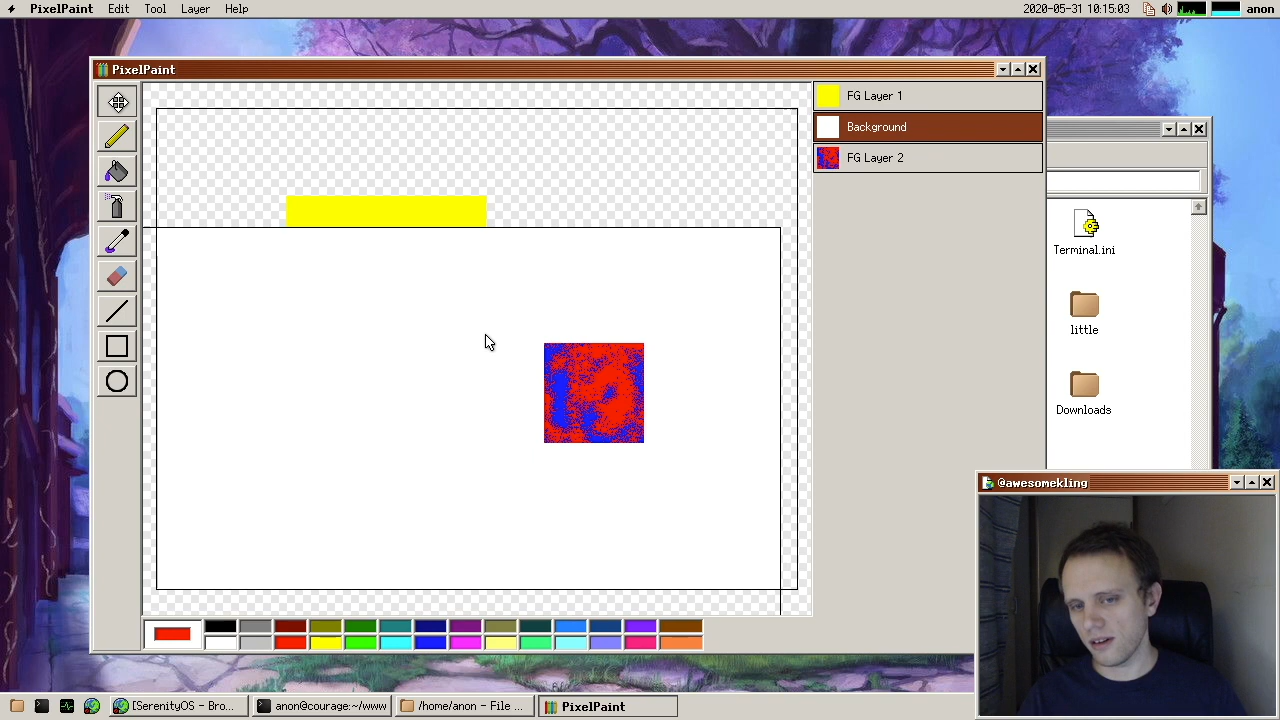 PixelPaint Edit Tool Layer Help 2020-05-31 10:15:03 anon
PixelPaint
FG Layer 1
Background
FG Layer 2
Terminal.ini
little
Downloads
@awesomekling
[SerenityOS - Bro... anon@courage:~/www /home/anon - File ... PixelPaint